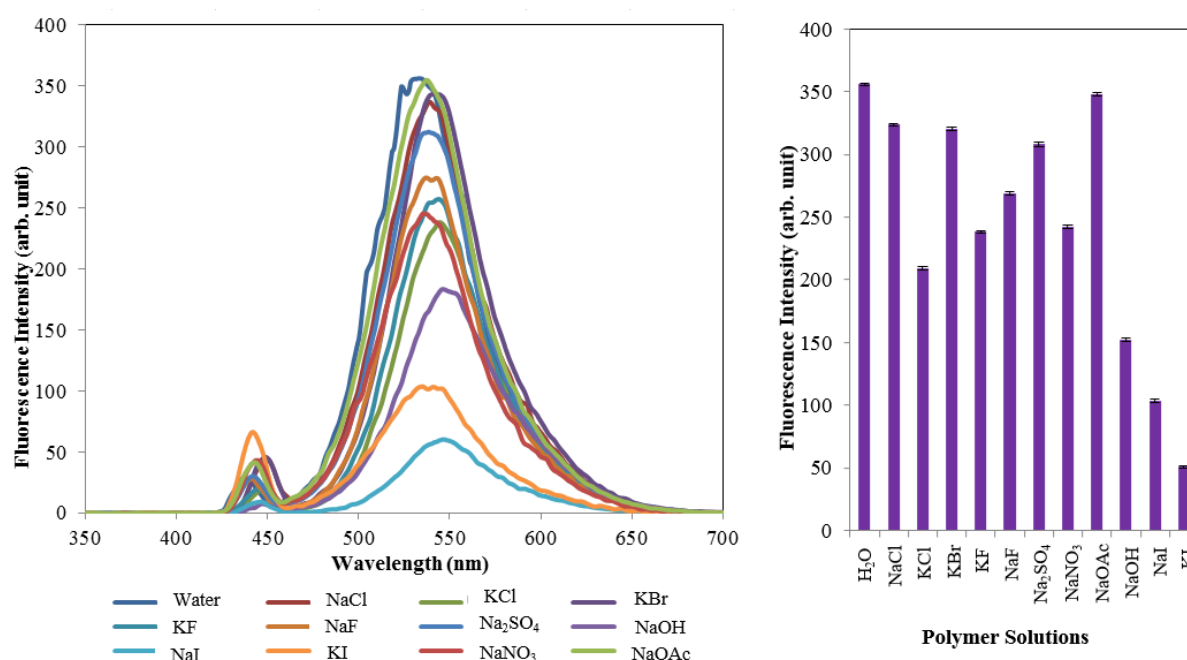 400
350
300
250
200
150
100
50
0
Fluorescence Intensity (arb. unit)
350 400 450 500 550 600 650 700
Wavelength (nm)
Water NaCl KCl KBr
KF NaF Na₂SO₄ NaOH
NaI KI NaNO₃ NaOAc
400
350
300
250
200
150
100
50
0
Fluorescence Intensity (arb. unit)
H₂O NaCl KCl KBr KF NaF Na₂SO₄ NaNO₃ NaOAc NaOH NaI KI
Polymer Solutions